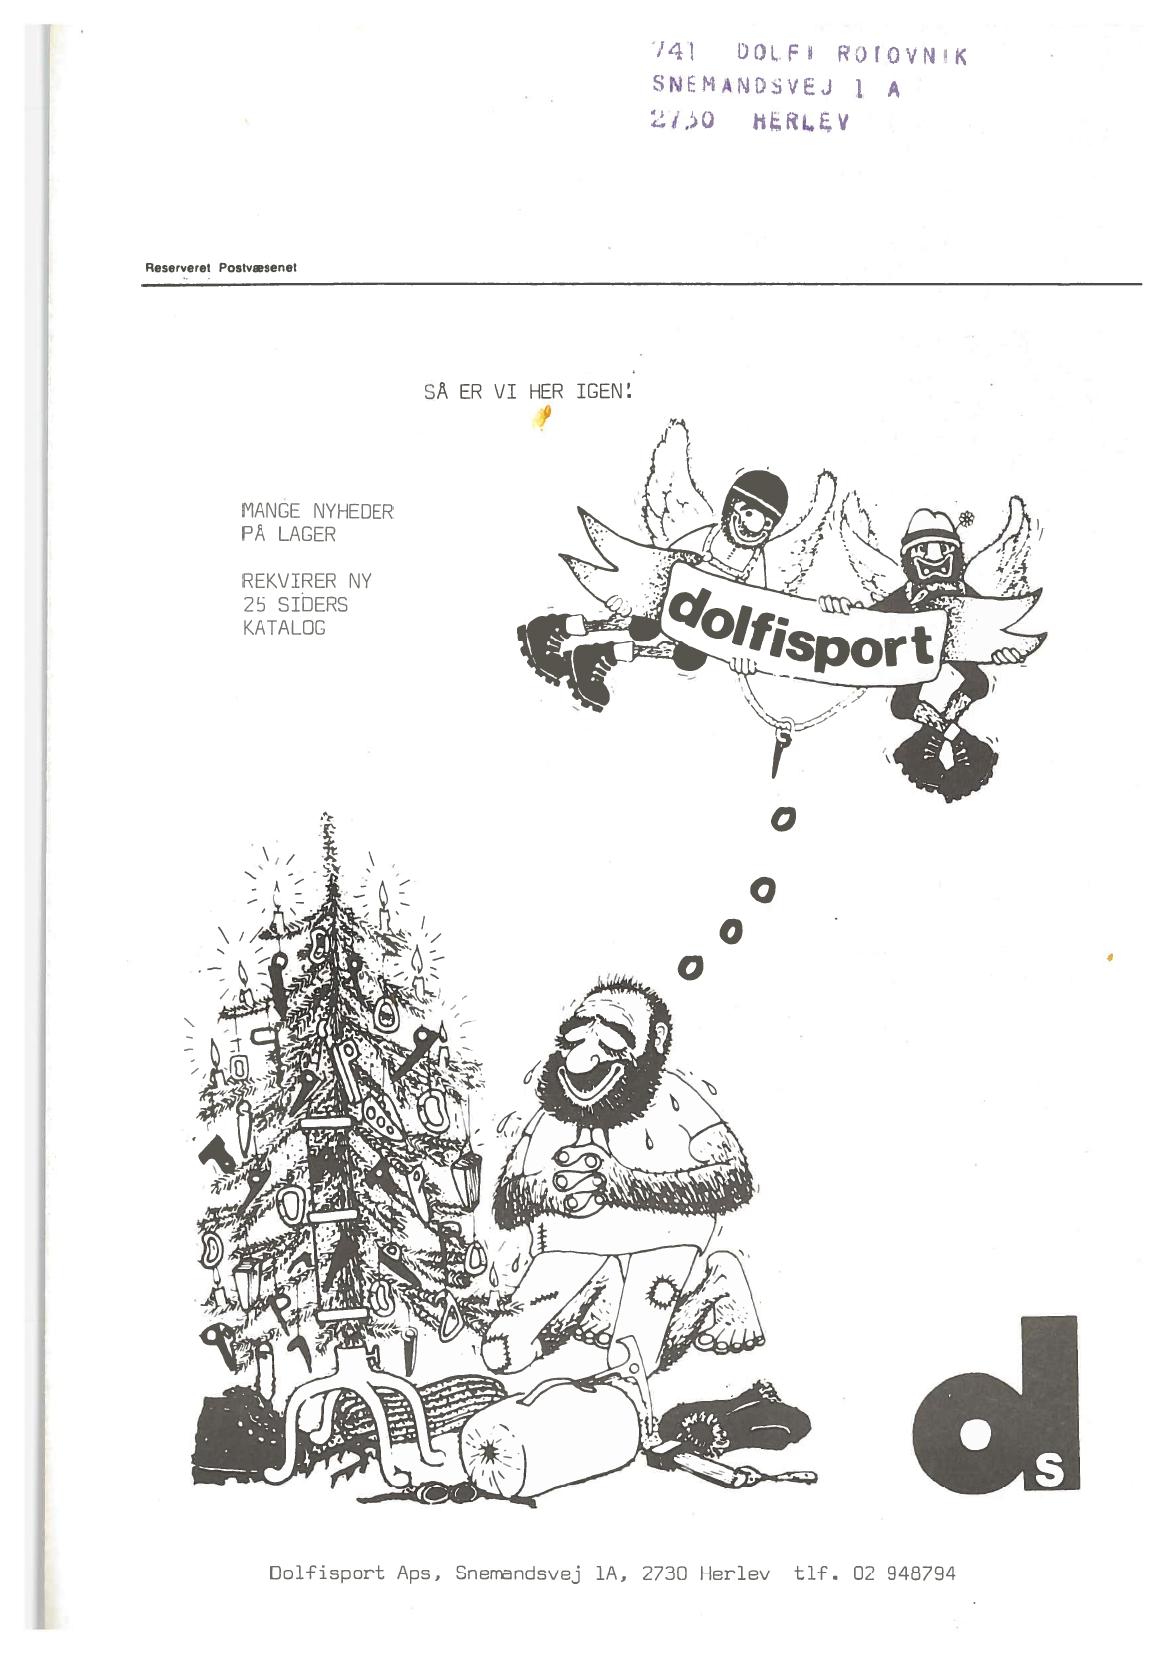 741 DOLFI ROTOVNIK
SNEMANDSVEJ 1 A
2730 HERLEV
Reserveret Postvæsenet
SÅ ER VI HER IGEN!
MANGE NYHEDER
PÅ LAGER
REKVIRER NY
25 SIDERS
KATALOG
dolfisport
ds
Dolfisport Aps, Snemandsvej 1A, 2730 Herlev tlf. 02 948794